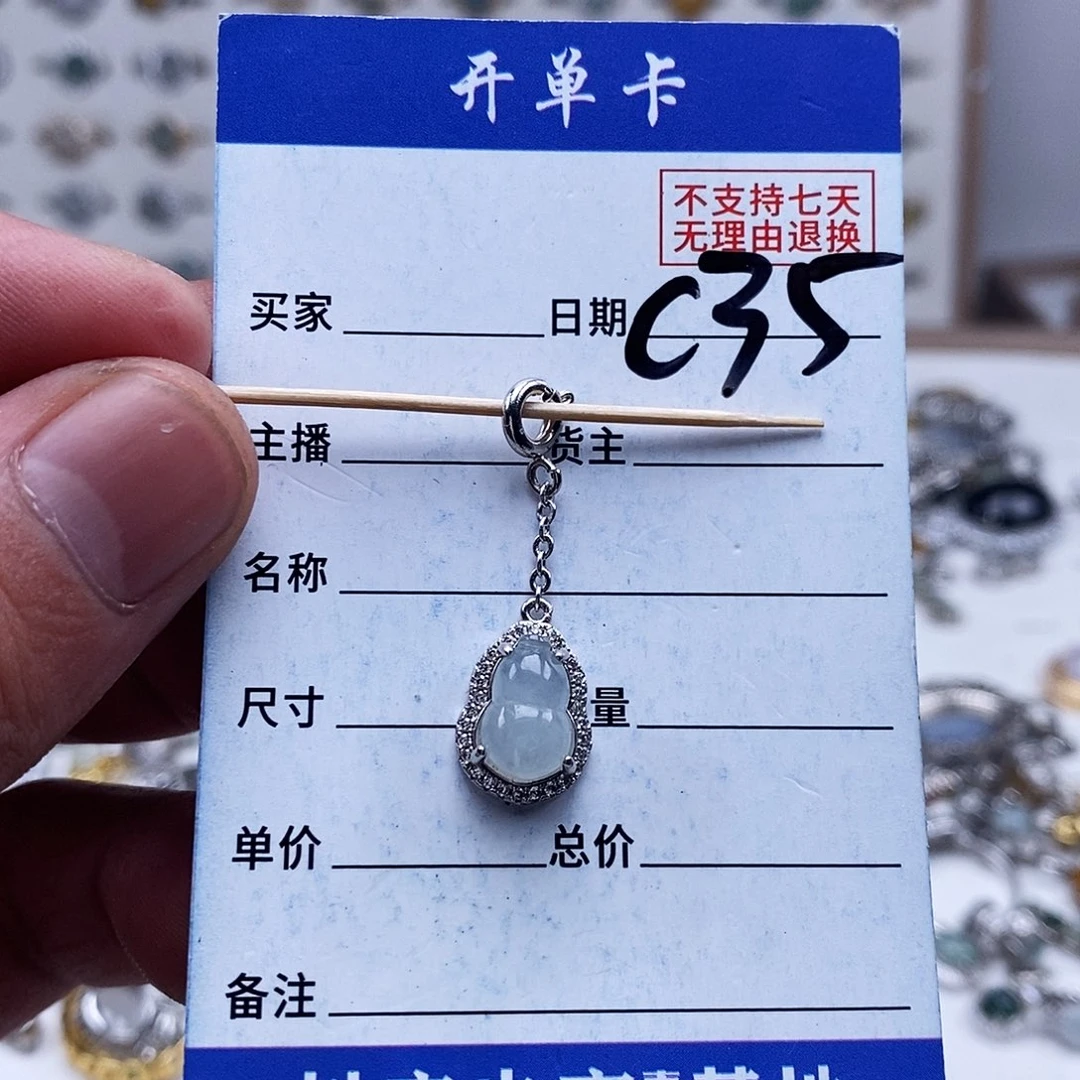 开单卡
不支持七天
无理由退换
买家 日期 C35
主播 货主
名称
尺寸 量
单价 总价
备注